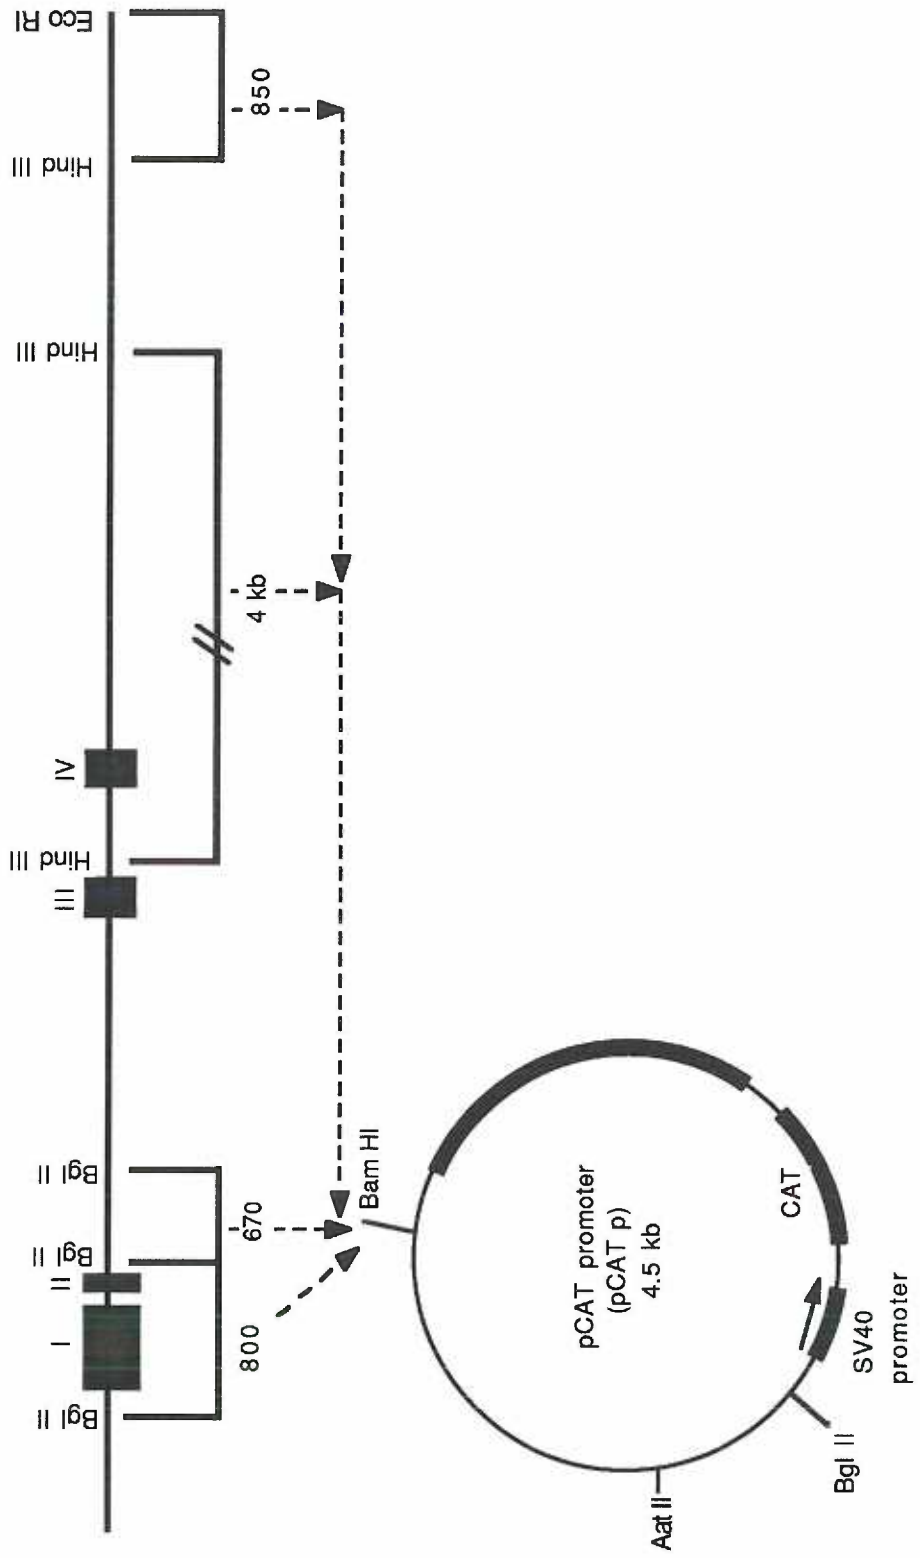 Bgl II
I
II
Bgl II
Bgl II
III
Hind III
IV
Hind III
Hind III
Eco RI
800
670
4 kb
850
Bam HI
pCAT promoter
(pCAT p)
4.5 kb
CAT
SV40
promoter
Bgl II
Aat II